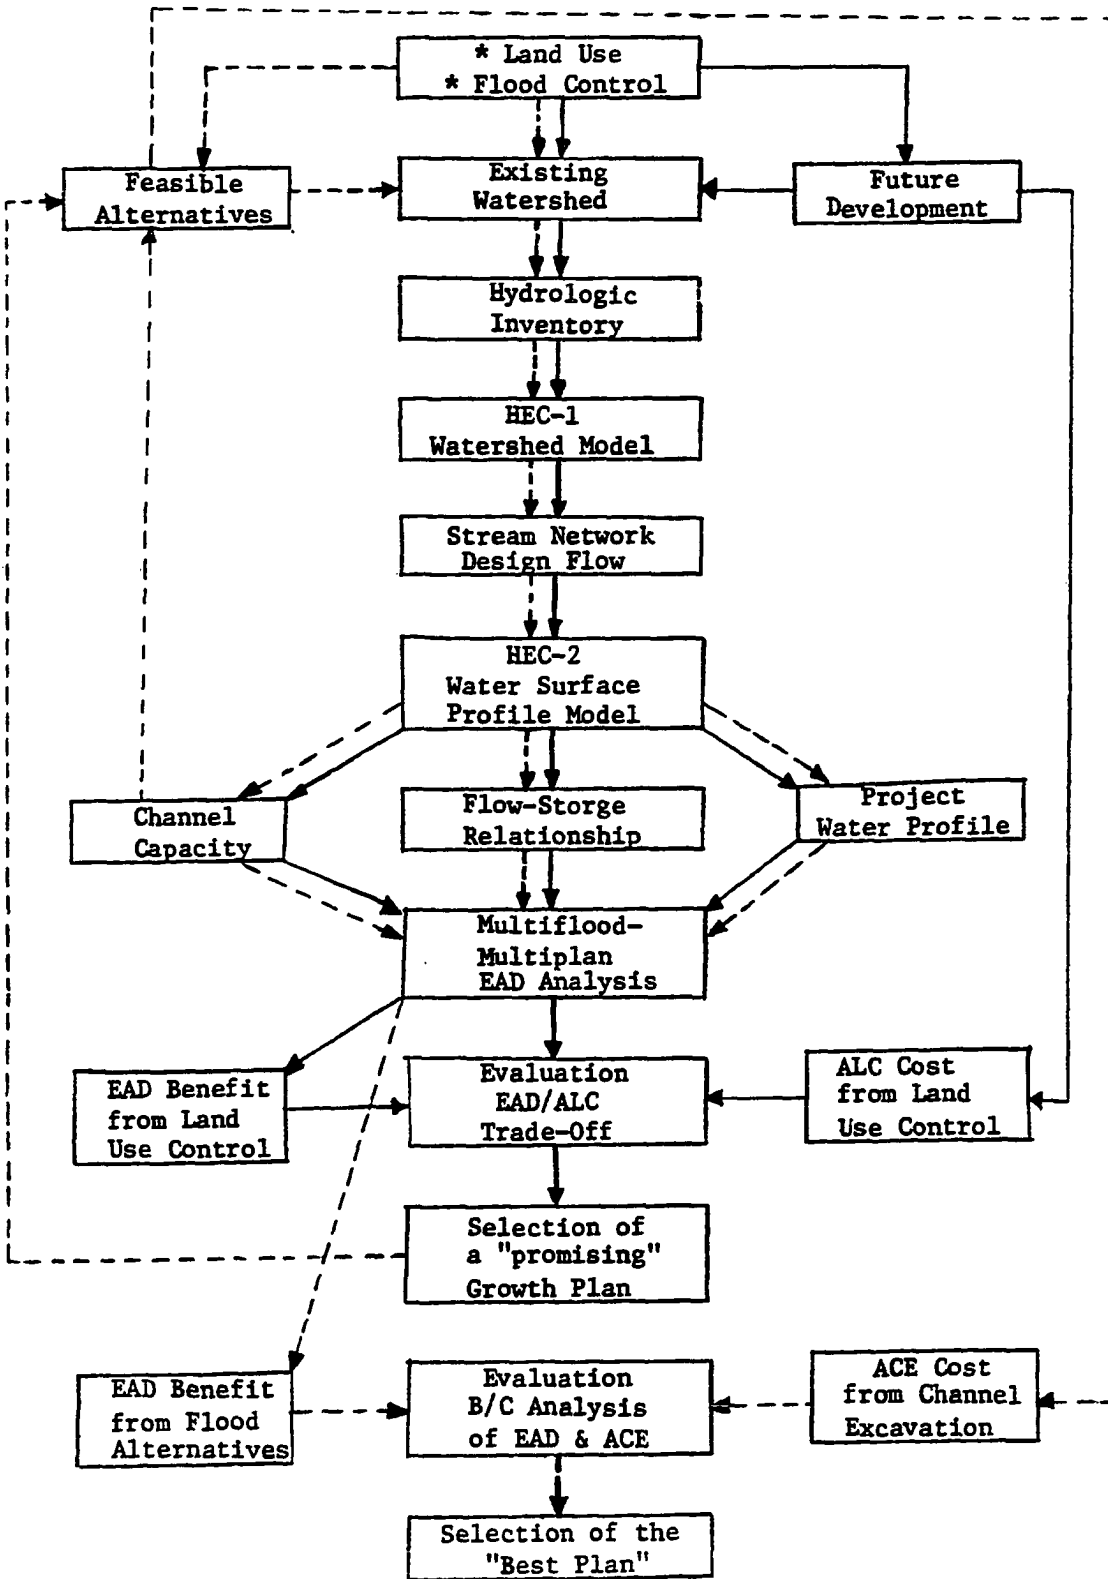 * Land Use
* Flood Control
Feasible
Alternatives
Existing
Watershed
Future
Development
Hydrologic
Inventory
HEC-1
Watershed Model
Stream Network
Design Flow
HEC-2
Water Surface
Profile Model
Channel
Capacity
Flow-Storge
Relationship
Project
Water Profile
Multiflood-
Multiplan
EAD Analysis
EAD Benefit
from Land
Use Control
Evaluation
EAD/ALC
Trade-Off
ALC Cost
from Land
Use Control
Selection of
a "promising"
Growth Plan
EAD Benefit
from Flood
Alternatives
Evaluation
B/C Analysis
of EAD & ACE
ACE Cost
from Channel
Excavation
Selection of the
"Best Plan"